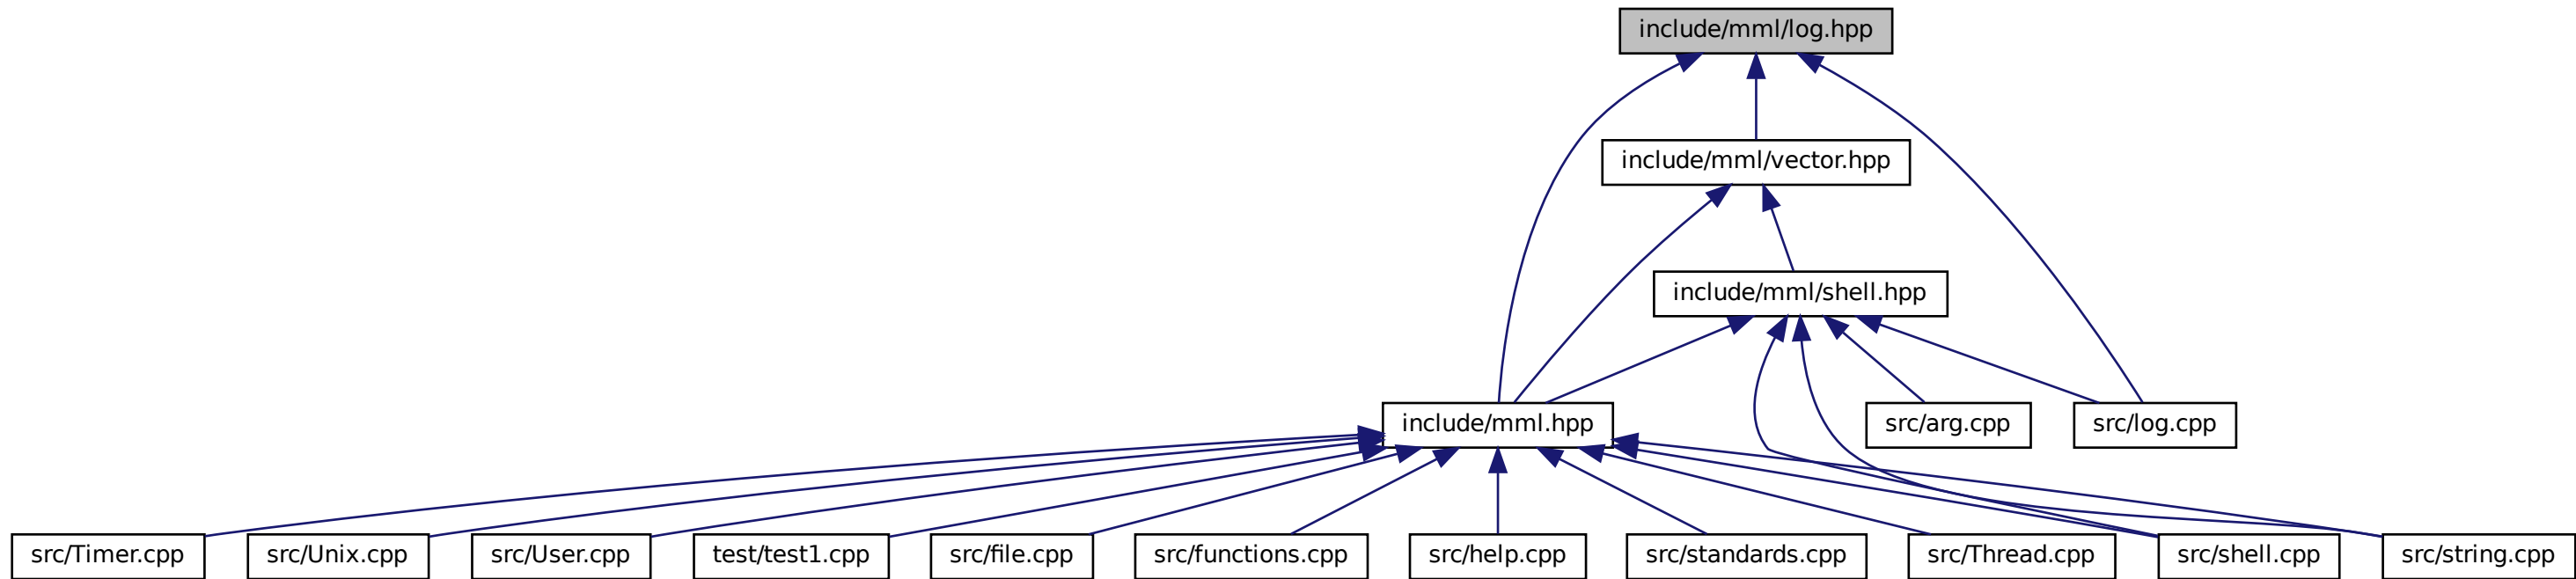 include/mml/log.hpp
include/mml/vector.hpp
include/mml/shell.hpp
include/mml.hpp
src/arg.cpp
src/log.cpp
src/Timer.cpp
src/Unix.cpp
src/User.cpp
test/test1.cpp
src/file.cpp
src/functions.cpp
src/help.cpp
src/standards.cpp
src/Thread.cpp
src/shell.cpp
src/string.cpp